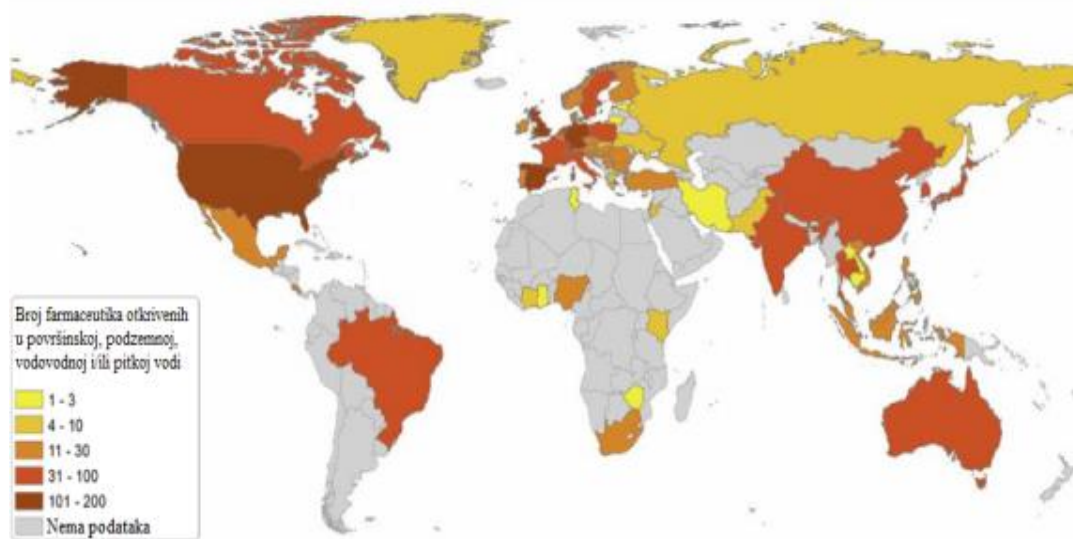 Broj farmaceutika otkrivenih
u površinskoj, podzemnoj,
vodovodnoj i/ili pitkoj vodi
1 - 3
4 - 10
11 - 30
31 - 100
101 - 200
Nema podataka